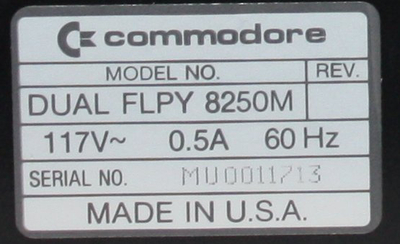 commodore
MODEL NO. REV.
DUAL FLPY 8250M
117V~ 0.5A 60 Hz
SERIAL NO. MU0011713
MADE IN U.S.A.